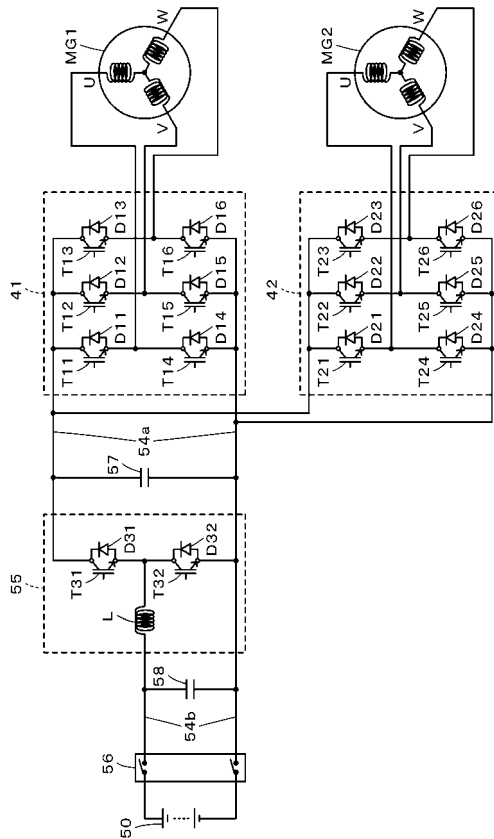 MG1
U
V
W
41
T11
T12
T13
D11
D12
D13
T14
T15
T16
D14
D15
D16
54a
57
55
T31
D31
T32
D32
L
58
54b
56
50
MG2
U
V
W
42
T21
T22
T23
D21
D22
D23
T24
T25
T26
D24
D25
D26